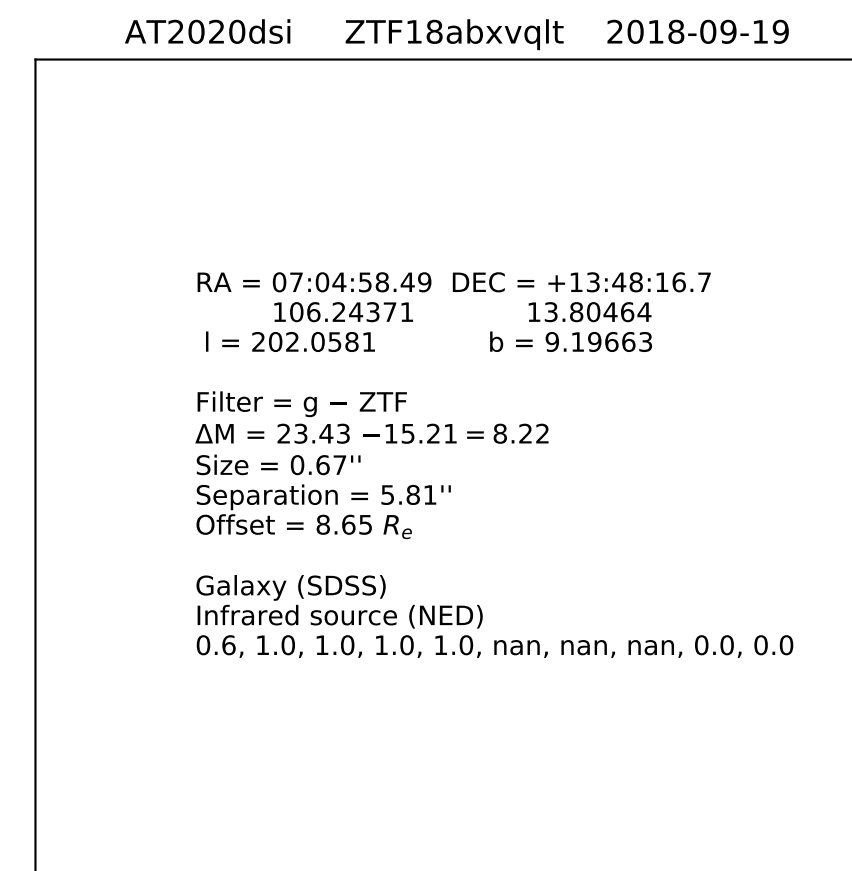 AT2020dsi ZTF18abxvqlt 2018-09-19
RA = 07:04:58.49 DEC = +13:48:16.7
106.24371 13.80464
l = 202.0581 b = 9.19663
Filter = g − ZTF
ΔM = 23.43 −15.21 = 8.22
Size = 0.67''
Separation = 5.81''
Offset = 8.65 Re
Galaxy (SDSS)
Infrared source (NED)
0.6, 1.0, 1.0, 1.0, 1.0, nan, nan, nan, 0.0, 0.0